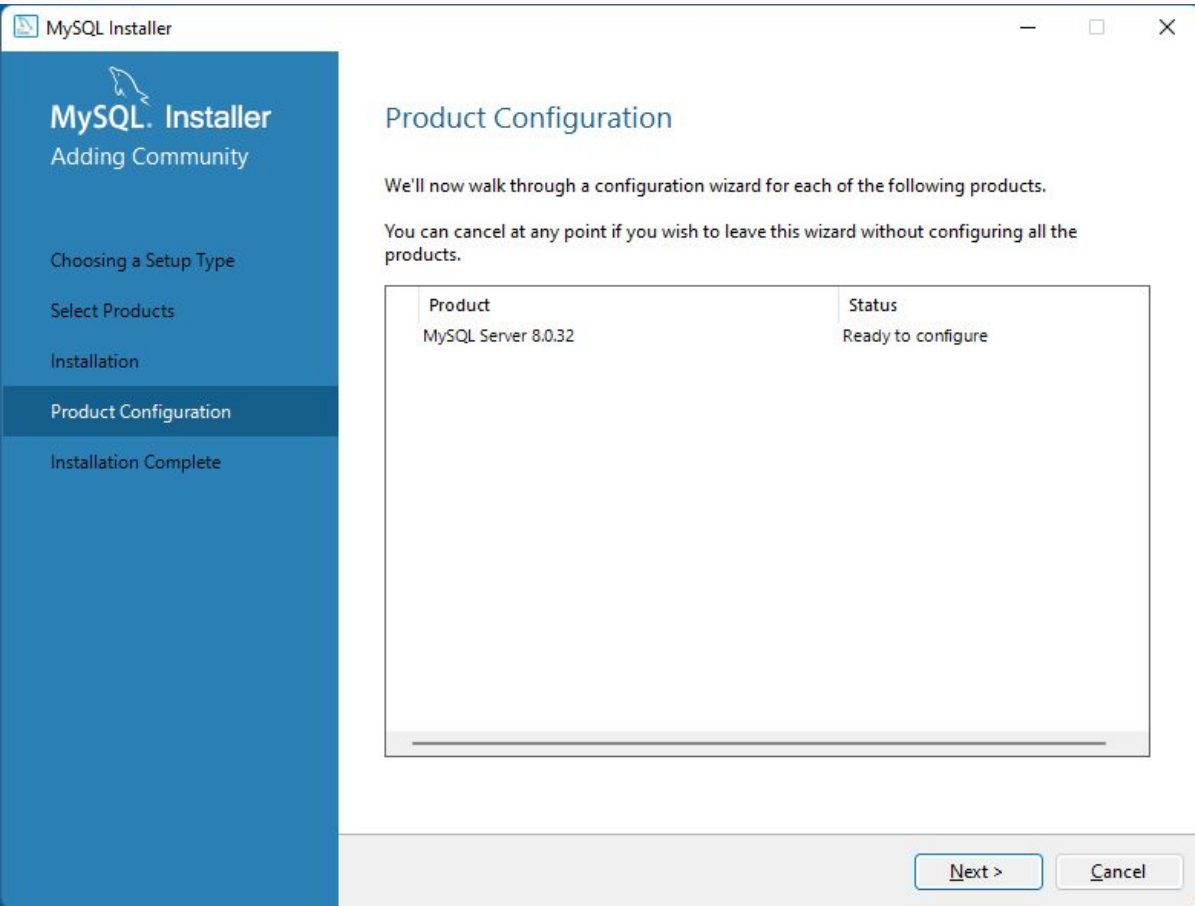 MySQL Installer
MySQL. Installer
Adding Community
Choosing a Setup Type
Select Products
Installation
Product Configuration
Installation Complete
Product Configuration
We'll now walk through a configuration wizard for each of the following products.
You can cancel at any point if you wish to leave this wizard without configuring all the
products.
Product Status
MySQL Server 8.0.32 Ready to configure
Next > Cancel